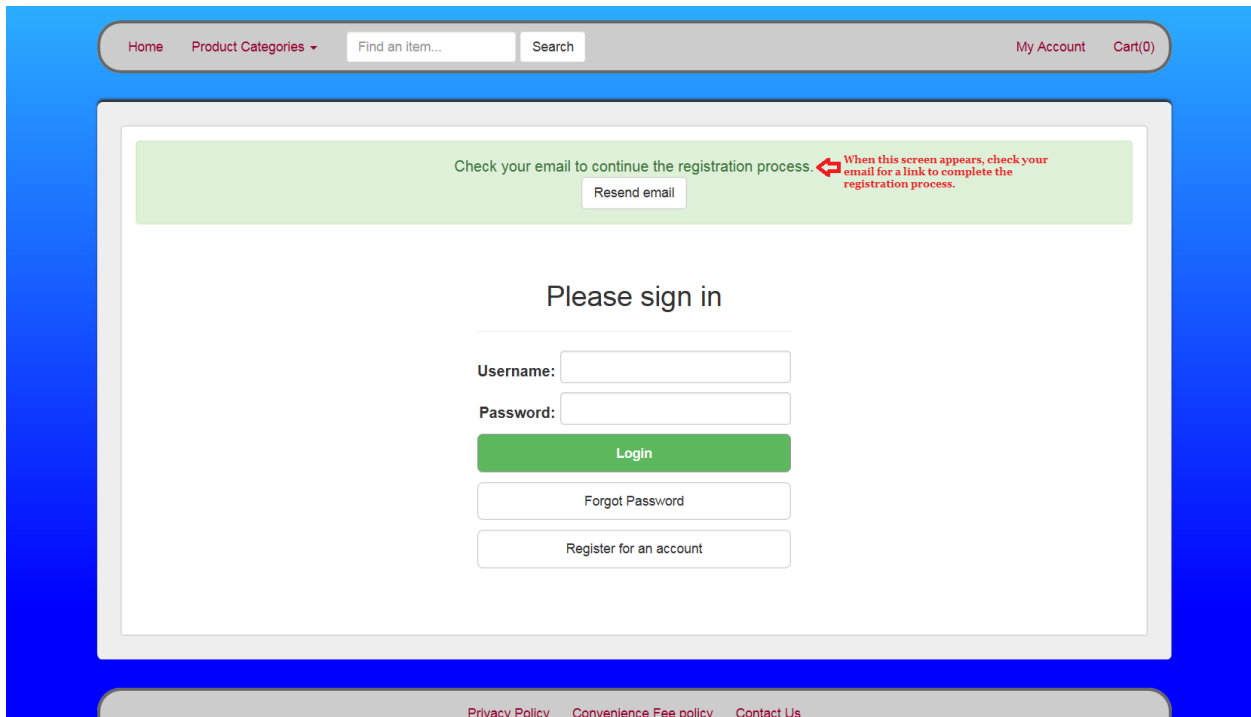 Home Product Categories Find an item... Search My Account Cart(0)
Check your email to continue the registration process.
When this screen appears, check your
email for a link to complete the
registration process.
Resend email
Please sign in
Username:
Password:
Login
Forgot Password
Register for an account
Privacy Policy Convenience Fee policy Contact Us